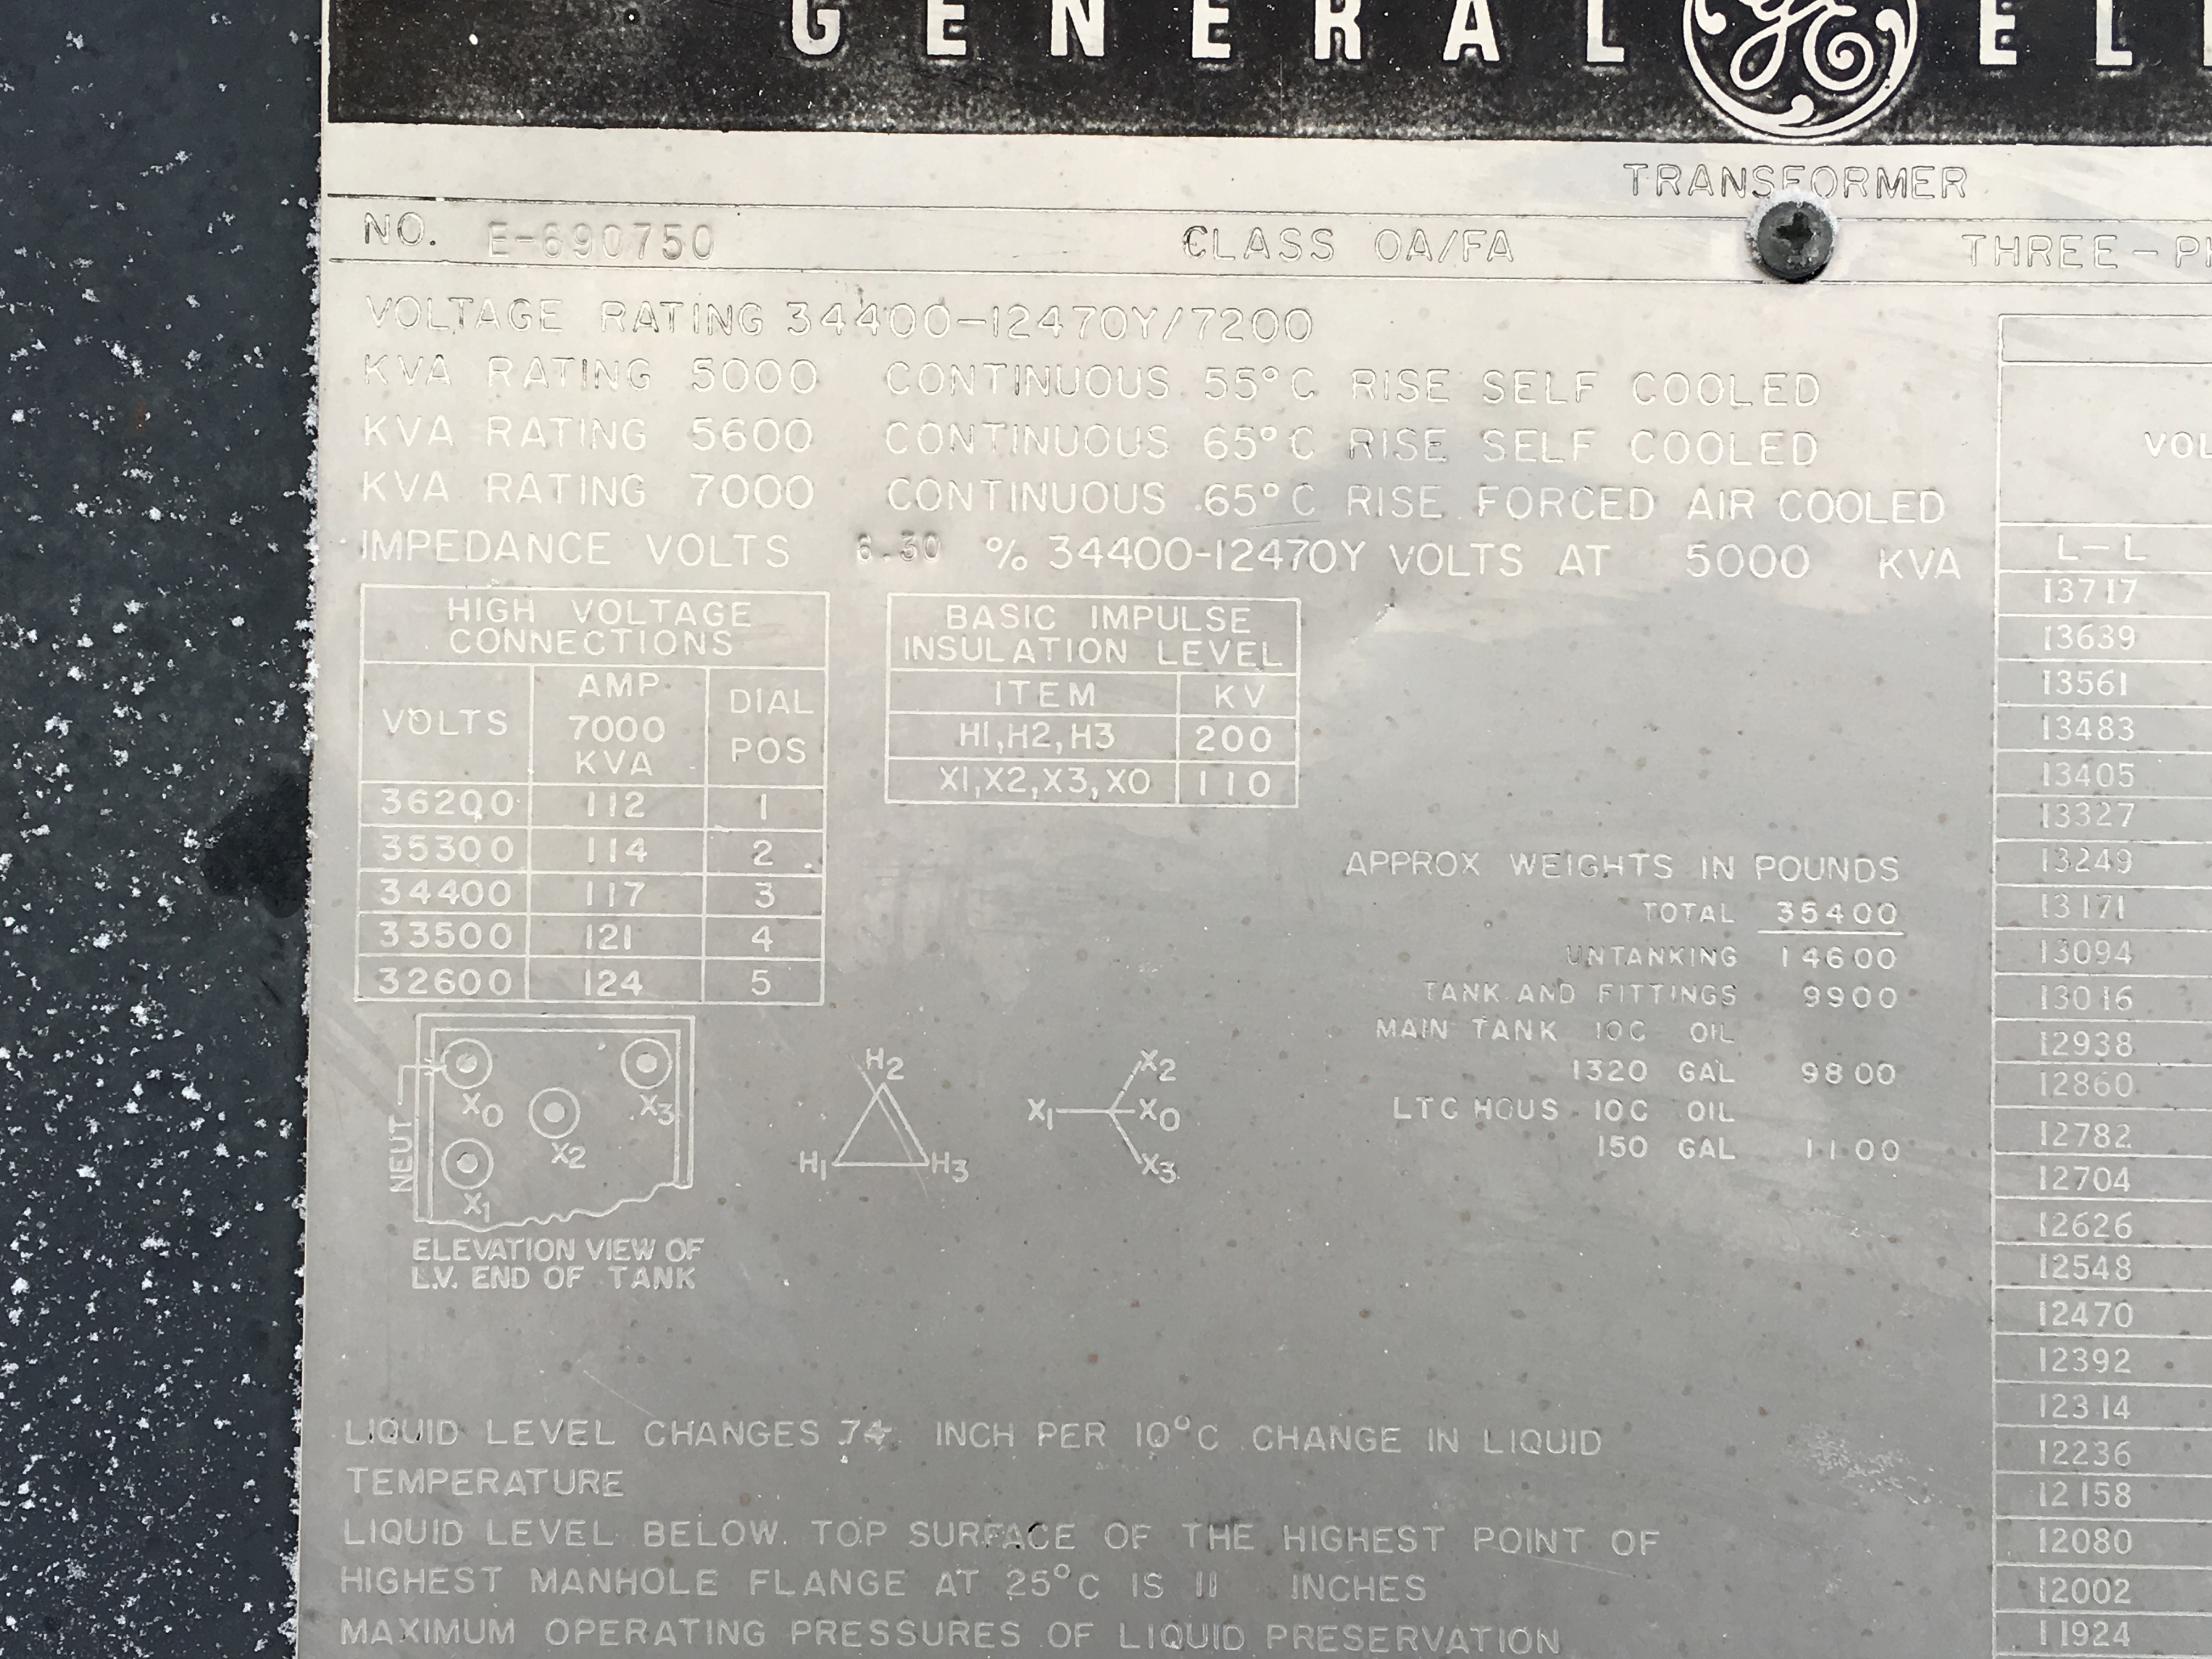 GENERAL GE EL
TRANSFORMER
NO. E-690750 CLASS OA/FA THREE-PH
VOLTAGE RATING 34400-12470Y/7200
KVA RATING 5000 CONTINUOUS 55°C RISE SELF COOLED
KVA RATING 5600 CONTINUOUS 65°C RISE SELF COOLED
KVA RATING 7000 CONTINUOUS 65°C RISE FORCED AIR COOLED
IMPEDANCE VOLTS 6.30 % 34400-12470Y VOLTS AT 5000 KVA
HIGH VOLTAGE
CONNECTIONS
VOLTS AMP 7000 KVA DIAL POS
36200 112 1
35300 114 2
34400 117 3
33500 121 4
32600 124 5
BASIC IMPULSE
INSULATION LEVEL
ITEM KV
H1,H2,H3 200
X1,X2,X3,X0 110
APPROX WEIGHTS IN POUNDS
TOTAL 35400
UNTANKING 14600
TANK AND FITTINGS 9900
MAIN TANK 10C OIL
1320 GAL 9800
LTC HOUS 10C OIL
150 GAL 1100
NEUT
X0
X3
X2
X1
ELEVATION VIEW OF
L.V. END OF TANK
H2
H1 H3
X2
X1 X0
X3
LIQUID LEVEL CHANGES .74 INCH PER 10°C CHANGE IN LIQUID
TEMPERATURE
LIQUID LEVEL BELOW TOP SURFACE OF THE HIGHEST POINT OF
HIGHEST MANHOLE FLANGE AT 25°C IS 11 INCHES
MAXIMUM OPERATING PRESSURES OF LIQUID PRESERVATION
VOL
L-L
13717
13639
13561
13483
13405
13327
13249
13171
13094
13016
12938
12860
12782
12704
12626
12548
12470
12392
12314
12236
12158
12080
12002
11924